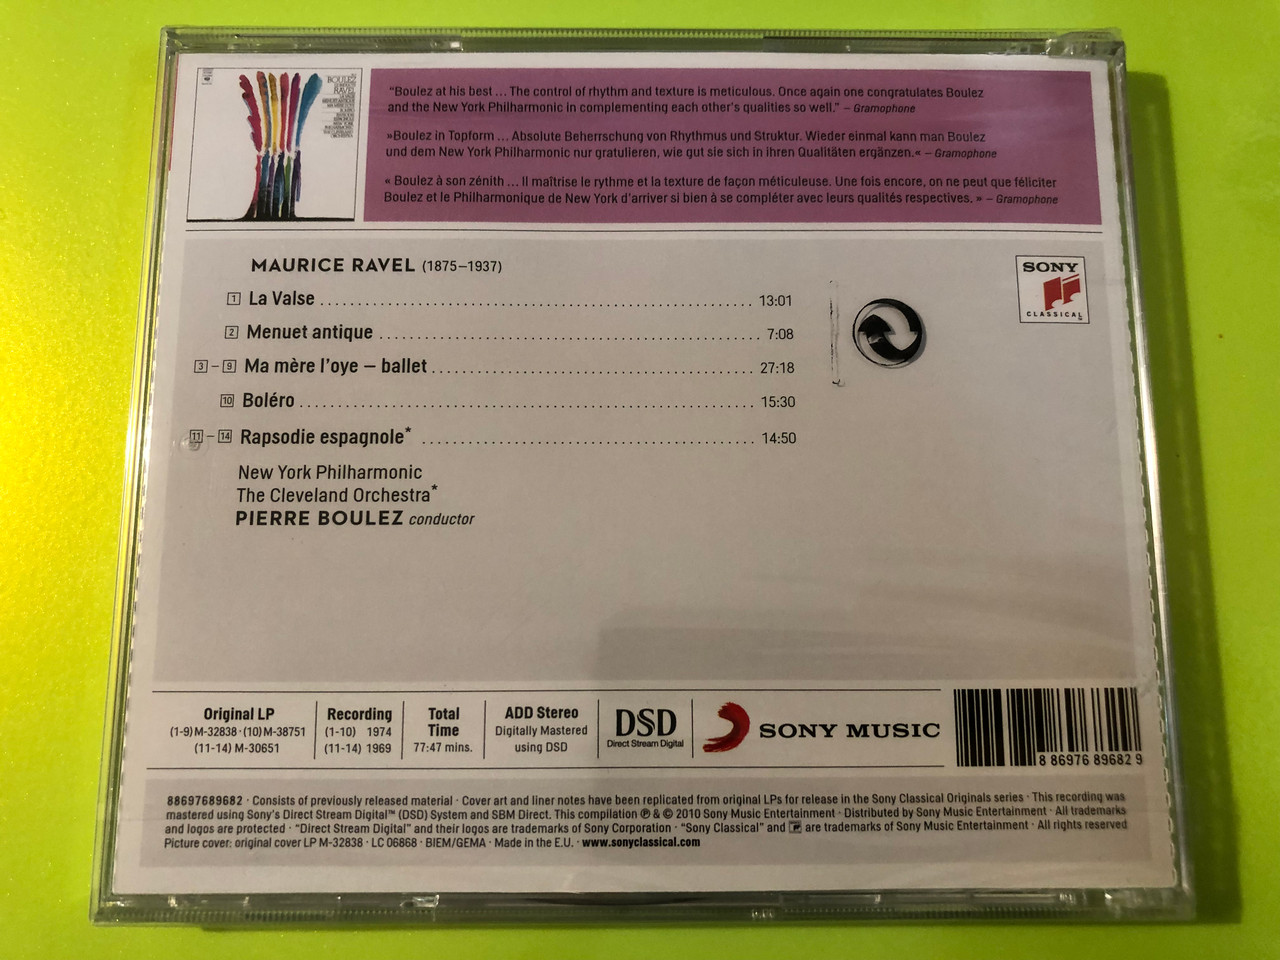 BOULEZ
RAVEL
"Boulez at his best ... The control of rhythm and texture is meticulous. Once again one congratulates Boulez
and the New York Philharmonic in complementing each other's qualities so well." – Gramophone
»Boulez in Topform ... Absolute Beherrschung von Rhythmus und Struktur. Wieder einmal kann man Boulez
und dem New York Philharmonic nur gratulieren, wie gut sie sich in ihren Qualitäten ergänzen.« – Gramophone
« Boulez à son zénith ... Il maîtrise le rythme et la texture de façon méticuleuse. Une fois encore, on ne peut que féliciter
Boulez et le Philharmonique de New York d'arriver si bien à se compléter avec leurs qualités respectives. » – Gramophone
MAURICE RAVEL (1875–1937)
1 La Valse 13:01
2 Menuet antique 7:08
3 – 9 Ma mère l'oye – ballet 27:18
10 Boléro 15:30
11 – 14 Rapsodie espagnole* 14:50
New York Philharmonic
The Cleveland Orchestra*
PIERRE BOULEZ conductor
SONY
CLASSICAL
Original LP
(1-9) M-32838 · (10) M-38751
(11-14) M-30651
Recording
(1-10) 1974
(11-14) 1969
Total
Time
77:47 mins.
ADD Stereo
Digitally Mastered
using DSD
DSD
Direct Stream Digital
SONY MUSIC
8 86976 89682 9
88697689682 · Consists of previously released material · Cover art and liner notes have been replicated from original LPs for release in the Sony Classical Originals series · This recording was
mastered using Sony's Direct Stream Digital™ (DSD) System and SBM Direct. This compilation ℗ & © 2010 Sony Music Entertainment · Distributed by Sony Music Entertainment · All trademarks
and logos are protected · "Direct Stream Digital" and their logos are trademarks of Sony Corporation · "Sony Classical" and are trademarks of Sony Music Entertainment · All rights reserved
Picture cover: original cover LP M-32838 · LC 06868 · BIEM/GEMA · Made in the E.U. · www.sonyclassical.com